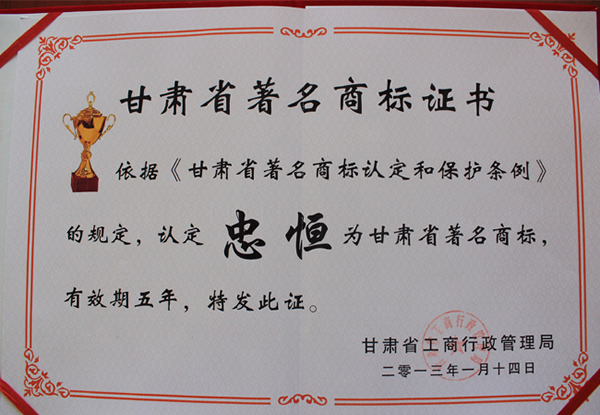 甘肃省著名商标证书
依据《甘肃省著名商标认定和保护条例》
的规定，认定 忠恒 为甘肃省著名商标，
有效期五年，特发此证。
甘肃省工商行政管理局
二零一三年一月十四日